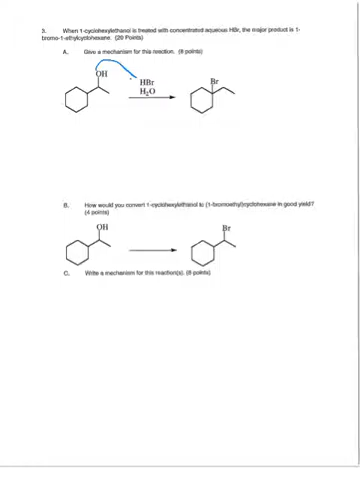 3. When 1-cyclohexylethanol is treated with concentrated aqueous HBr, the major product is 1-
bromo-1-ethylcyclohexane. (20 Points)
A. Give a mechanism for this reaction. (8 points)
OH
HBr
H₂O
Br
B. How would you convert 1-cyclohexylethanol to (1-bromoethyl)cyclohexane in good yield?
(4 points)
OH
Br
C. Write a mechanism for this reaction(s). (8 points)